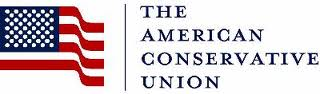 THE
AMERICAN
CONSERVATIVE
UNION